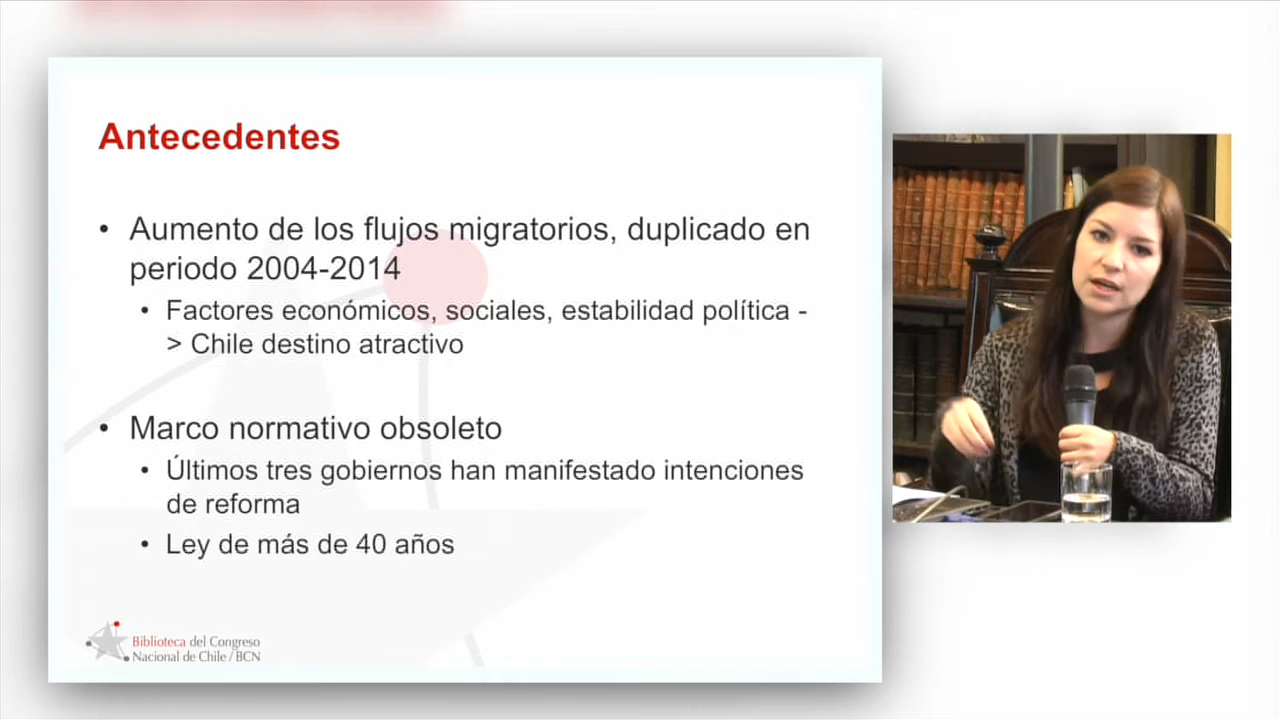 Antecedentes
• Aumento de los flujos migratorios, duplicado en
periodo 2004-2014
• Factores económicos, sociales, estabilidad política -
> Chile destino atractivo
• Marco normativo obsoleto
• Últimos tres gobiernos han manifestado intenciones
de reforma
• Ley de más de 40 años
Biblioteca del Congreso
Nacional de Chile / BCN